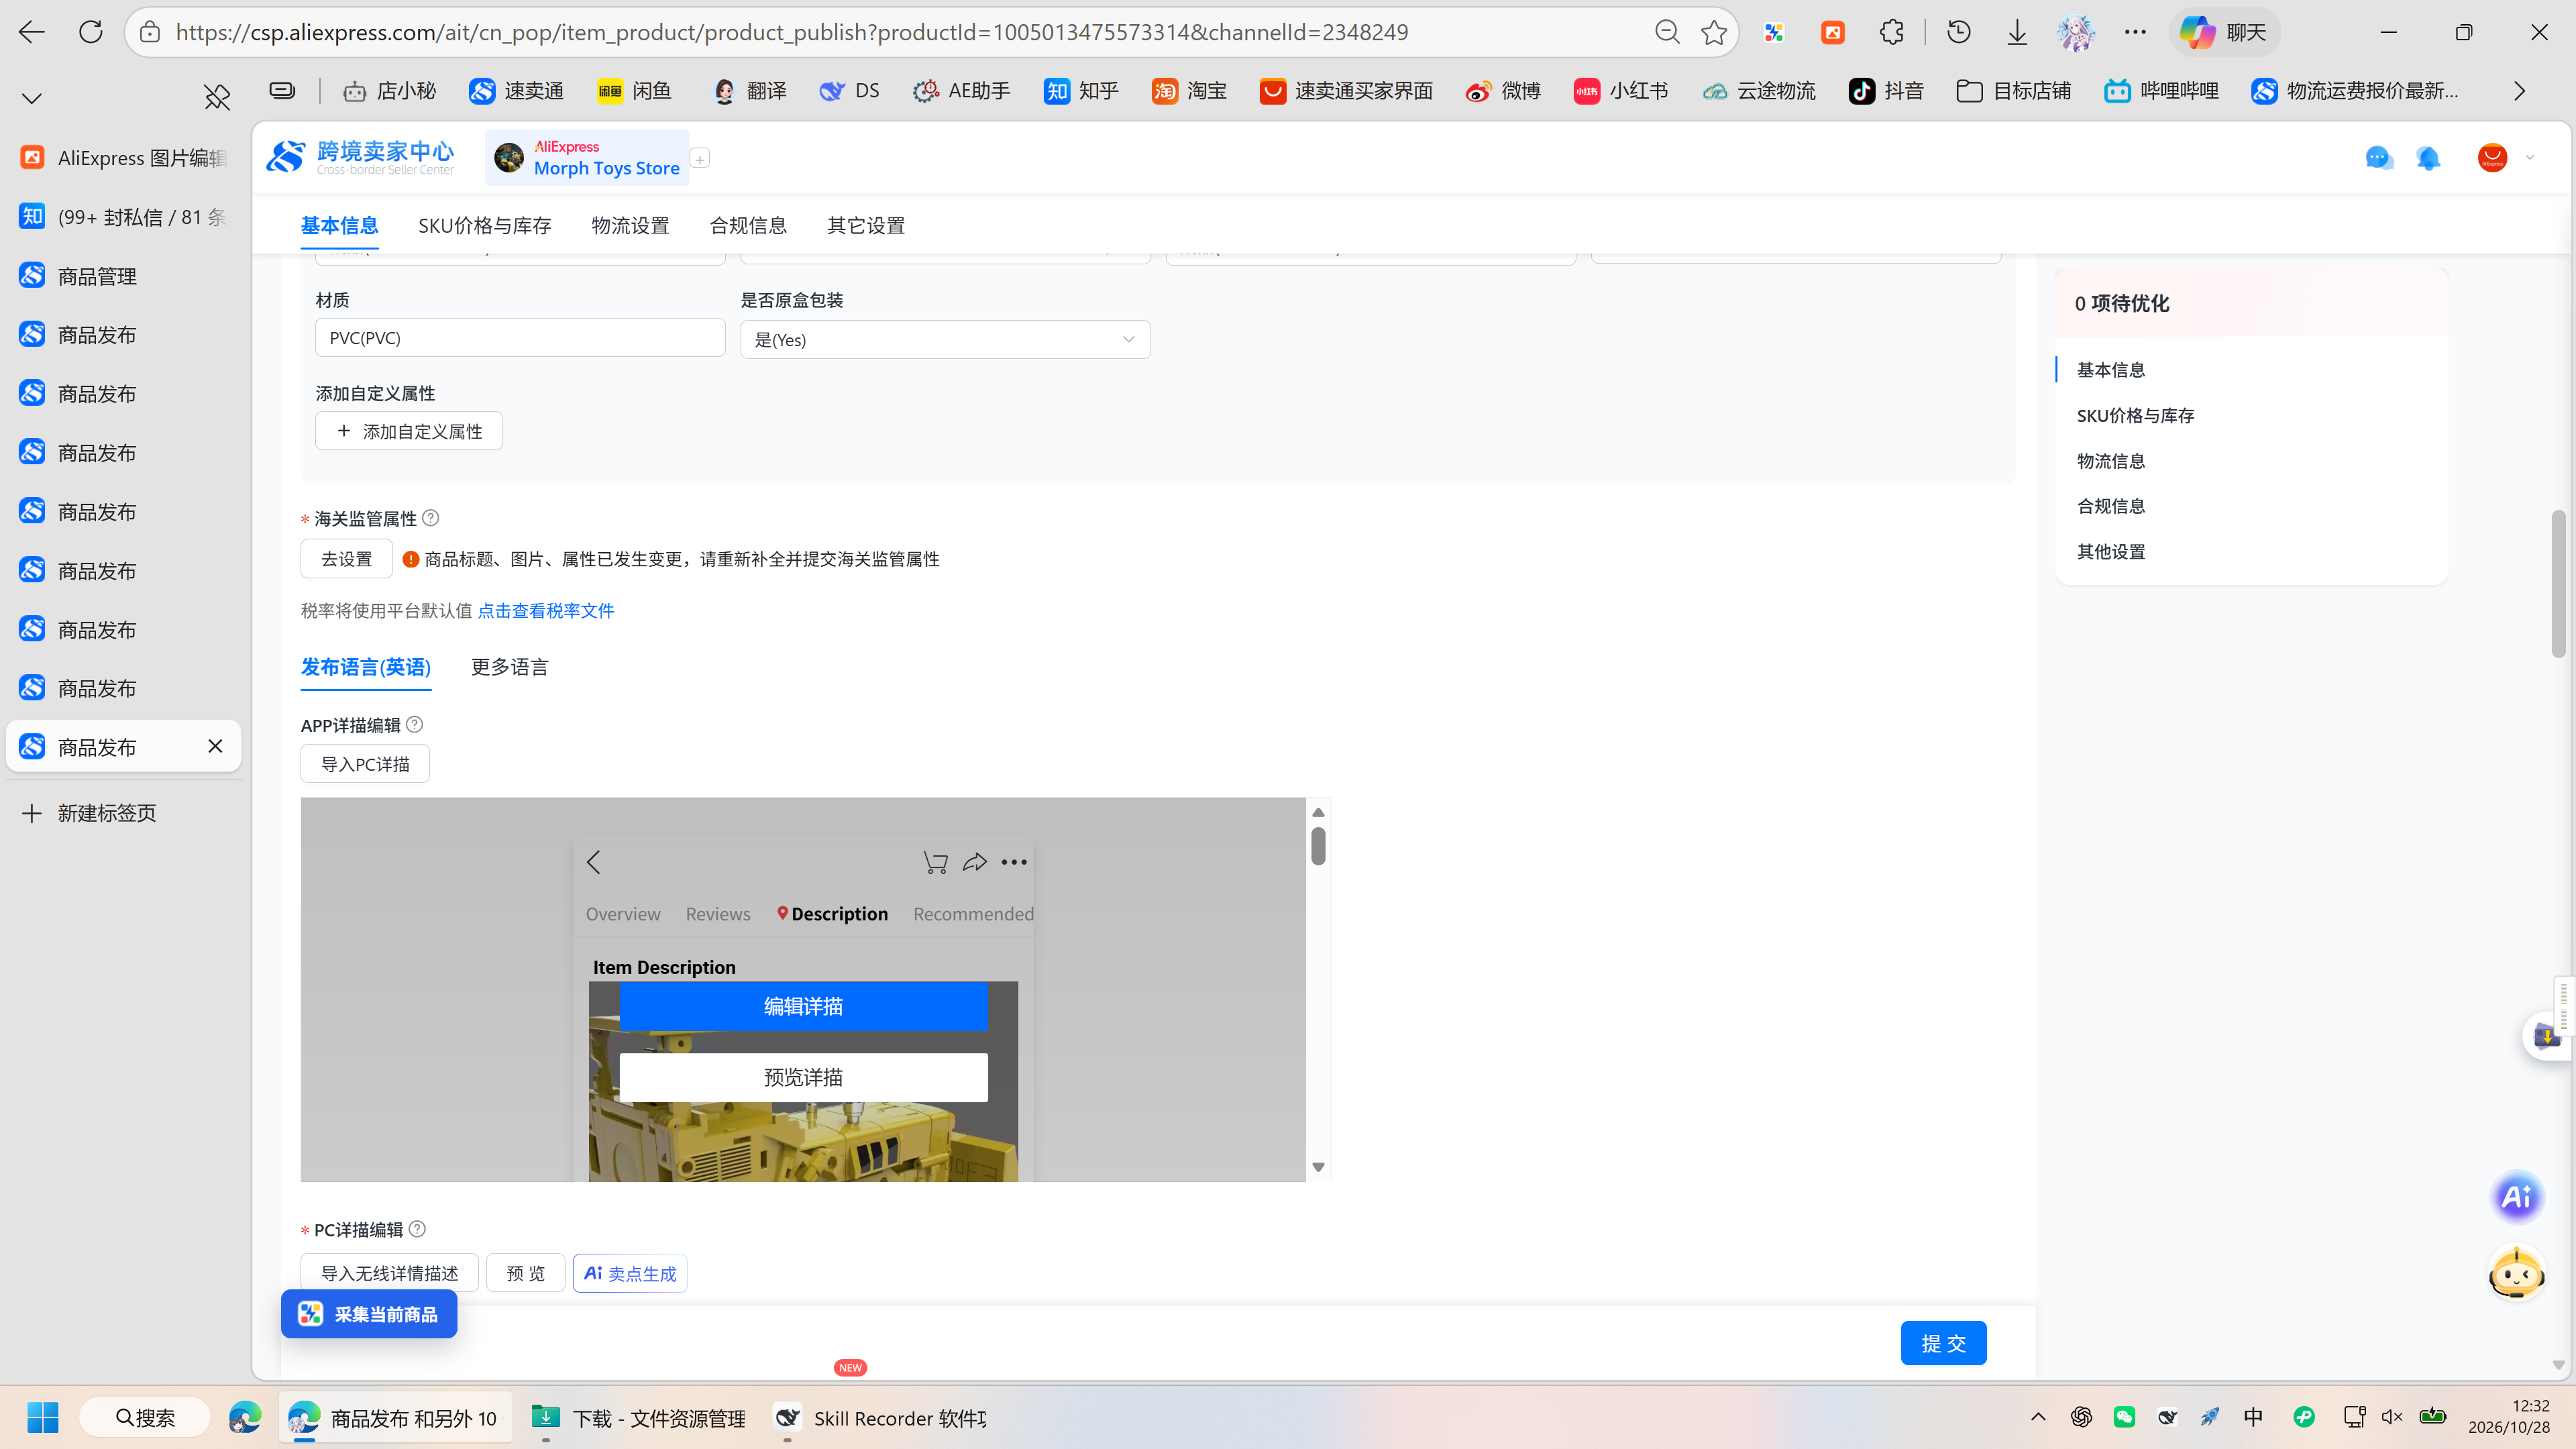 https://csp.aliexpress.com/ait/cn_pop/item_product/product_publish?productId=1005013475573314&channelId=2348249
聊天
店小秘
速卖通
闲鱼
翻译
DS
AE助手
知乎
淘宝
速卖通买家界面
微博
小红书
云途物流
抖音
目标店铺
哔哩哔哩
物流运费报价最新...
AliExpress 图片编辑
(99+ 封私信 / 81 条
商品管理
商品发布
商品发布
商品发布
商品发布
商品发布
商品发布
商品发布
商品发布
新建标签页
跨境卖家中心
Cross-border Seller Center
AliExpress
Morph Toys Store
基本信息
SKU价格与库存
物流设置
合规信息
其它设置
材质
是否原盒包装
PVC(PVC)
是(Yes)
添加自定义属性
添加自定义属性
* 海关监管属性
去设置
商品标题、图片、属性已发生变更，请重新补全并提交海关监管属性
税率将使用平台默认值 点击查看税率文件
发布语言(英语)
更多语言
APP详描编辑
导入PC详描
Overview
Reviews
Description
Recommended
Item Description
编辑详描
预览详描
* PC详描编辑
导入无线详情描述
预 览
Ai 卖点生成
采集当前商品
提 交
NEW
0 项待优化
基本信息
SKU价格与库存
物流信息
合规信息
其他设置
Ai
搜索
商品发布 和另外 10
下载 - 文件资源管理
Skill Recorder 软件
中
12:32
2026/10/28